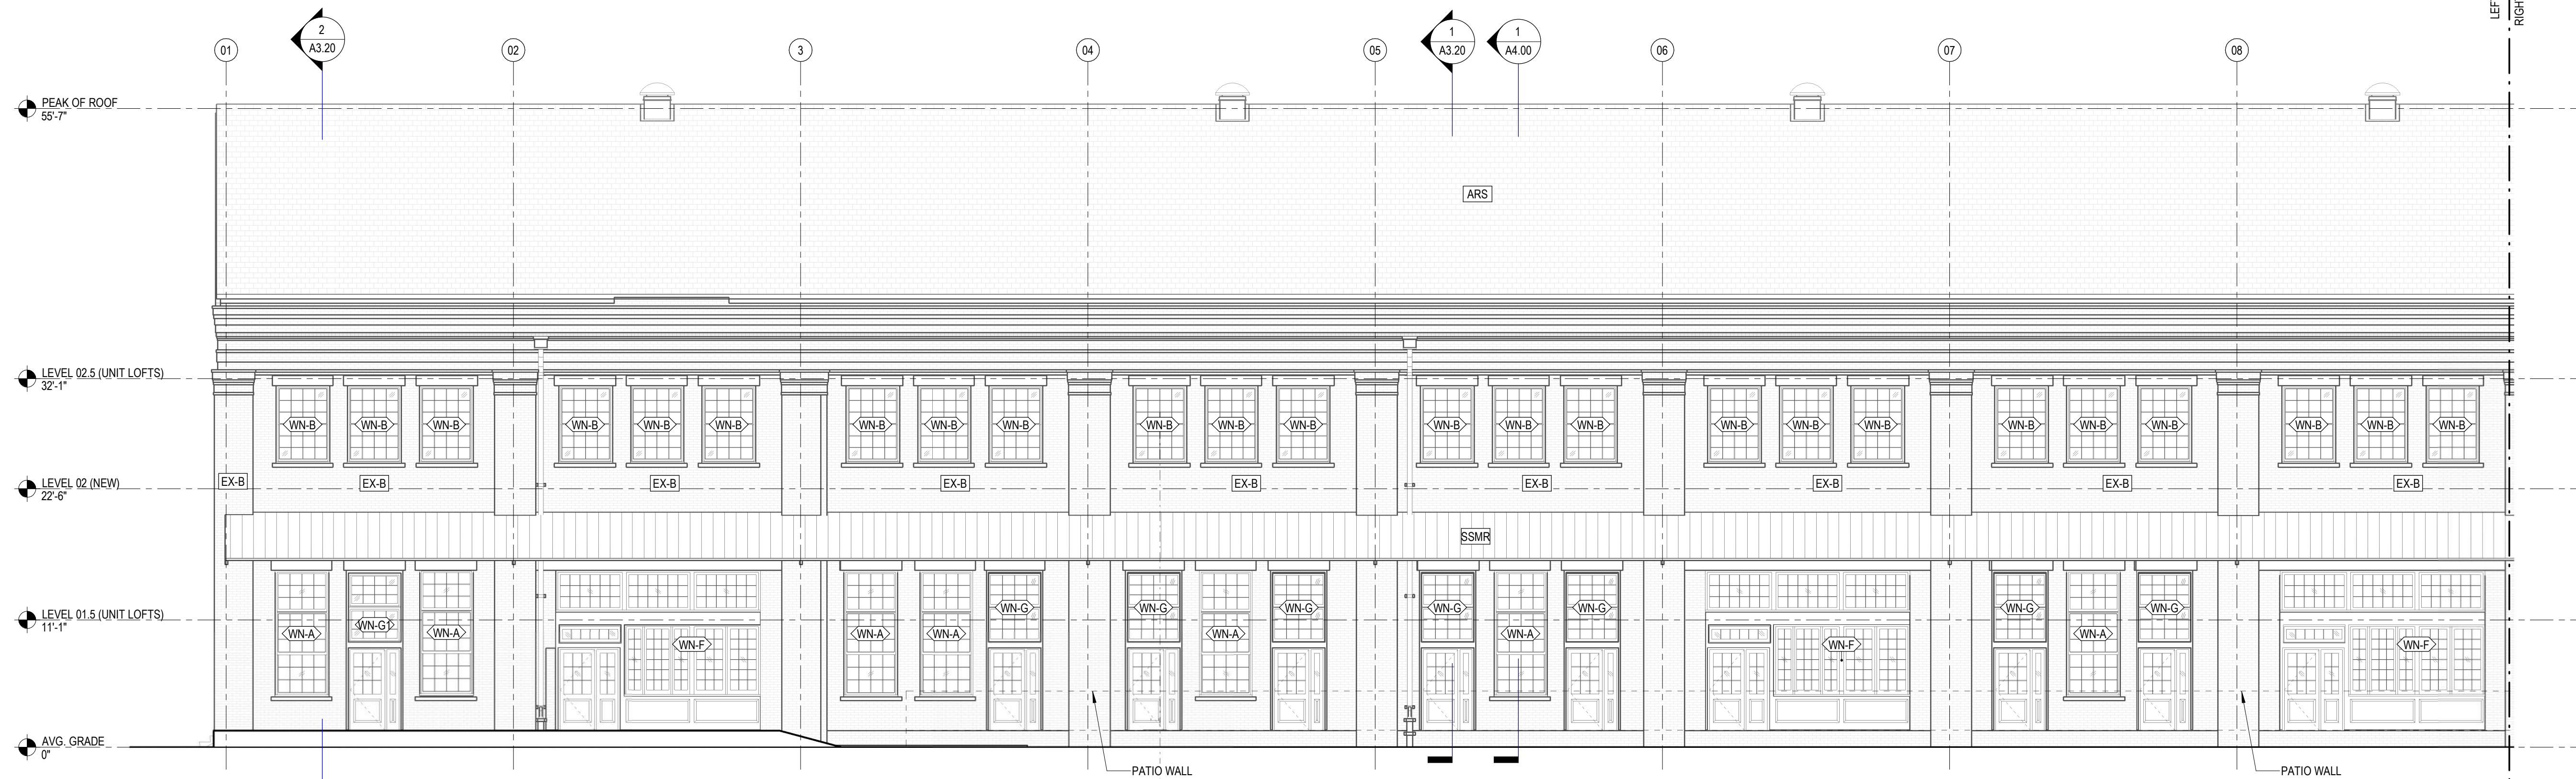 LEF
RIGH
2
A3.20
1
A3.20
1
A4.00
01
02
3
04
05
06
07
08
PEAK OF ROOF
55'-7"
ARS
LEVEL 02.5 (UNIT LOFTS)
32'-1"
WN-B WN-B WN-B WN-B WN-B WN-B WN-B WN-B WN-B WN-B WN-B WN-B WN-B WN-B WN-B WN-B WN-B WN-B WN-B WN-B WN-B WN-B WN-B WN-B
LEVEL 02 (NEW)
22'-6"
EX-B EX-B EX-B EX-B EX-B EX-B EX-B EX-B EX-B
SSMR
LEVEL 01.5 (UNIT LOFTS)
11'-1"
WN-G WN-G WN-G WN-G WN-G WN-G WN-G
WN-A WN-G1 WN-A WN-A WN-A WN-A WN-A WN-A
WN-F WN-F WN-F
AVG. GRADE
0"
PATIO WALL
PATIO WALL